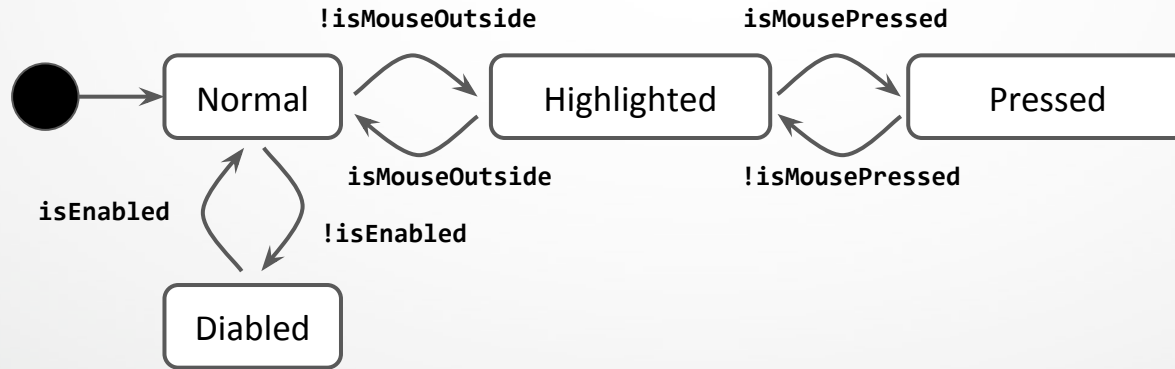 !isMouseOutside
isMousePressed
Normal
Highlighted
Pressed
isMouseOutside
!isMousePressed
isEnabled
!isEnabled
Diabled